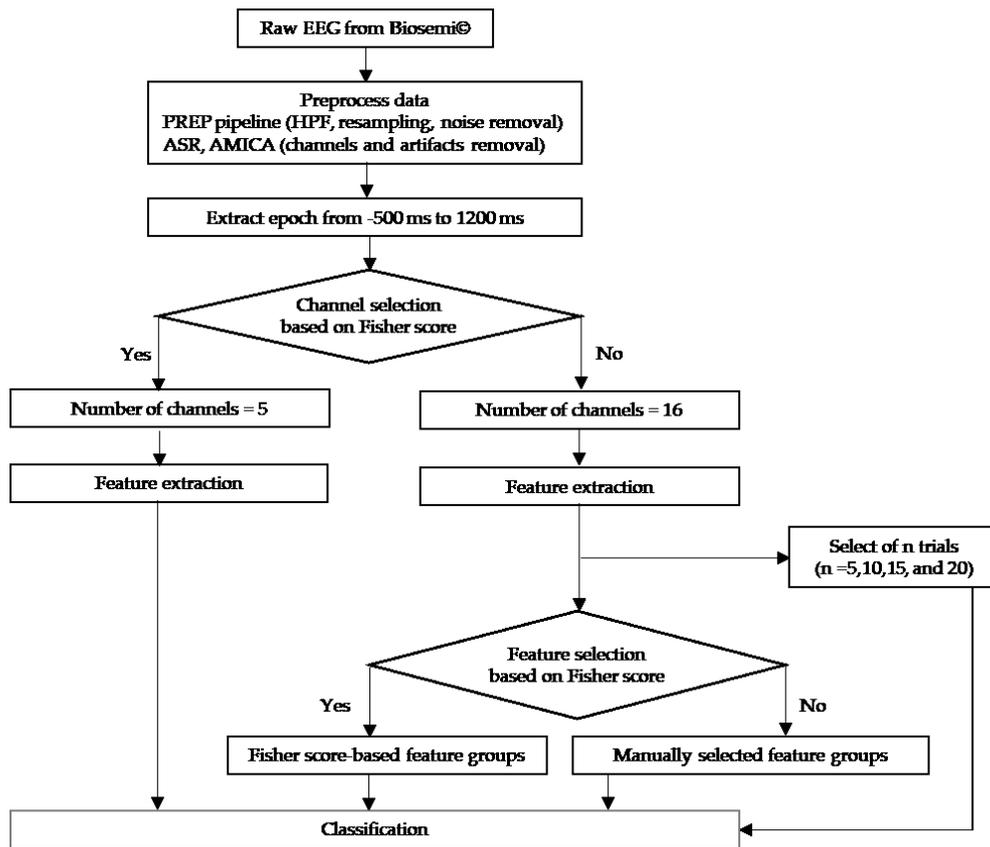 Raw EEG from Biosemi©
Preprocess data
PREP pipeline (HPF, resampling, noise removal)
ASR, AMICA (channels and artifacts removal)
Extract epoch from -500 ms to 1200 ms
Channel selection
based on Fisher score
Yes
No
Number of channels = 5
Number of channels = 16
Feature extraction
Feature extraction
Select of n trials
(n =5,10,15, and 20)
Feature selection
based on Fisher score
Yes
No
Fisher score-based feature groups
Manually selected feature groups
Classification